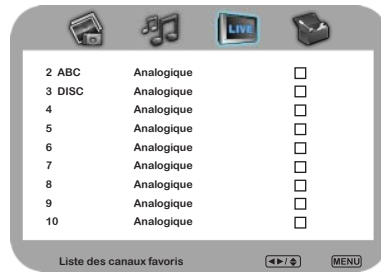 LIVE
2 ABC Analogique
3 DISC Analogique
4 Analogique
5 Analogique
6 Analogique
7 Analogique
8 Analogique
9 Analogique
10 Analogique
Liste des canaux favoris ◄►/♦ MENU